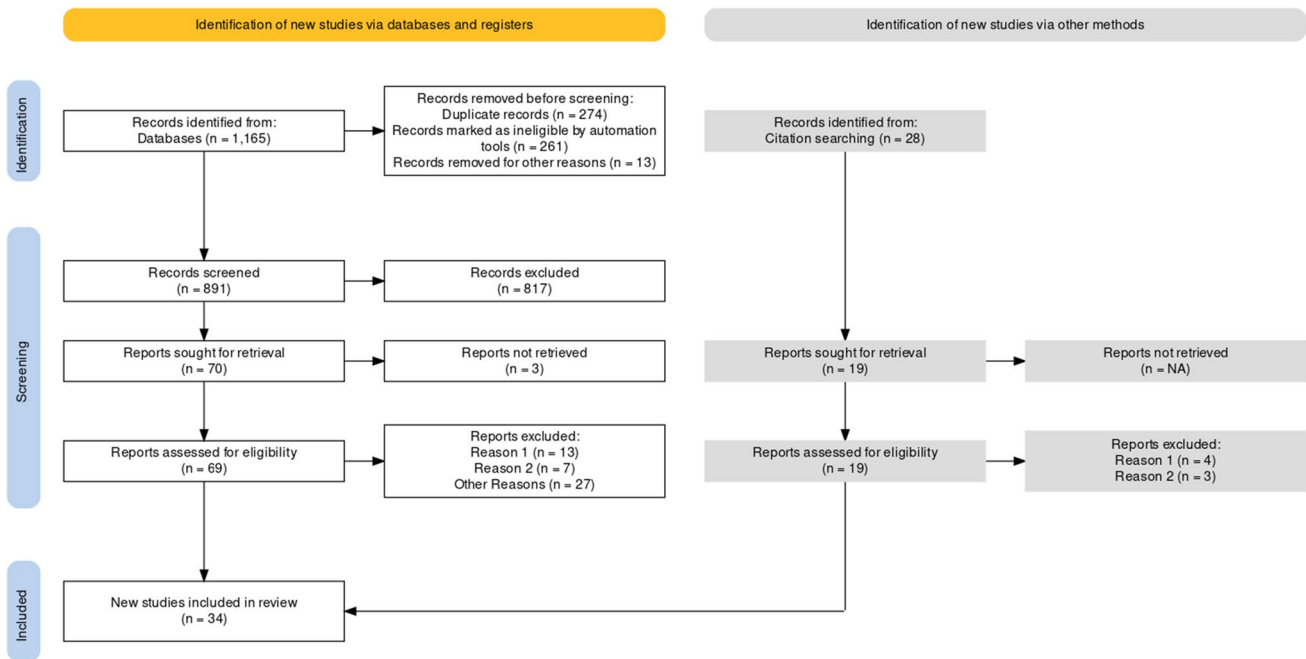 Identification of new studies via databases and registers
Identification of new studies via other methods
Identification
Records identified from:
Databases (n = 1,165)
Records removed before screening:
Duplicate records (n = 274)
Records marked as ineligible by automation
tools (n = 261)
Records removed for other reasons (n = 13)
Records identified from:
Citation searching (n = 28)
Screening
Records screened
(n = 891)
Records excluded
(n = 817)
Reports sought for retrieval
(n = 70)
Reports not retrieved
(n = 3)
Reports sought for retrieval
(n = 19)
Reports not retrieved
(n = NA)
Reports assessed for eligibility
(n = 69)
Reports excluded:
Reason 1 (n = 13)
Reason 2 (n = 7)
Other Reasons (n = 27)
Reports assessed for eligibility
(n = 19)
Reports excluded:
Reason 1 (n = 4)
Reason 2 (n = 3)
Included
New studies included in review
(n = 34)